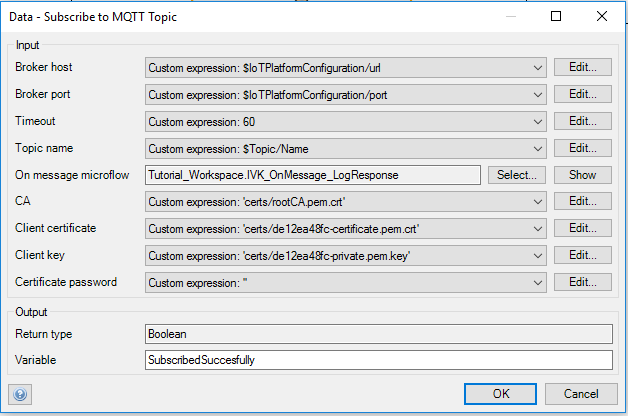 Data - Subscribe to MQTT Topic
Input
Broker host Custom expression: $IoTPlatformConfiguration/url Edit...
Broker port Custom expression: $IoTPlatformConfiguration/port Edit...
Timeout Custom expression: 60 Edit...
Topic name Custom expression: $Topic/Name Edit...
On message microflow Tutorial_Workspace.IVK_OnMessage_LogResponse Select... Show
CA Custom expression: 'certs/rootCA.pem.crt' Edit...
Client certificate Custom expression: 'certs/de12ea48fc-certificate.pem.crt' Edit...
Client key Custom expression: 'certs/de12ea48fc-private.pem.key' Edit...
Certificate password Custom expression: '' Edit...
Output
Return type Boolean
Variable SubscribedSuccesfully
? OK Cancel